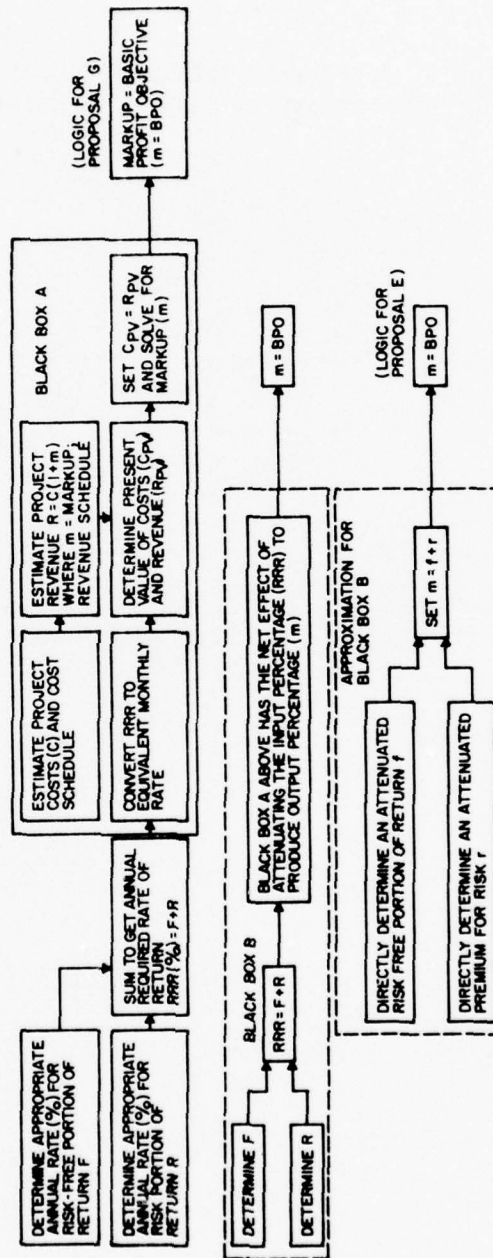 DETERMINE APPROPRIATE
ANNUAL RATE (%) FOR
RISK-FREE PORTION OF
RETURN F
DETERMINE APPROPRIATE
ANNUAL RATE (%) FOR
RISK PORTION OF
RETURN R
SUM TO GET ANNUAL
REQUIRED RATE OF
RETURN
RRR (%) = F+R
BLACK BOX A
ESTIMATE PROJECT
COSTS (C) AND COST
SCHEDULE
ESTIMATE PROJECT
REVENUE R = C (1+m)
WHERE m = MARKUP;
REVENUE SCHEDULE
CONVERT RRR TO
EQUIVALENT MONTHLY
RATE
DETERMINE PRESENT
VALUE OF COSTS (CPV)
AND REVENUE (RPV)
SET CPV = RPV
AND SOLVE FOR
MARKUP (m)
(LOGIC FOR
PROPOSAL G)
MARKUP = BASIC
PROFIT OBJECTIVE
(m = BPO)
BLACK BOX B
DETERMINE F
DETERMINE R
RRR = F+R
BLACK BOX A ABOVE HAS THE NET EFFECT OF
ATTENUATING THE INPUT PERCENTAGE (RRR) TO
PRODUCE OUTPUT PERCENTAGE (m)
m = BPO
APPROXIMATION FOR
BLACK BOX B
DIRECTLY DETERMINE AN ATTENUATED
RISK FREE PORTION OF RETURN f
DIRECTLY DETERMINE AN ATTENUATED
PREMIUM FOR RISK r
SET m = f+r
(LOGIC FOR
PROPOSAL E)
m = BPO